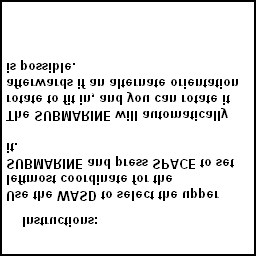 Instructions:
Use the WASD to select the upper
leftmost coordinate for the
SUBMARINE and press SPACE to set
it.
The SUBMARINE will automatically
rotate to fit in, and you can rotate it
afterwards if an alternate orientation
is possible.